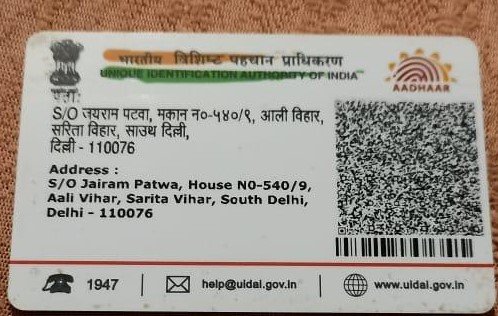 भारतीय विशिष्ट पहचान प्राधिकरण
UNIQUE IDENTIFICATION AUTHORITY OF INDIA
AADHAAR
पता:
S/O जयराम पटवा, मकान न०-५४०/९, आली विहार,
सरिता विहार, साउथ दिल्ली,
दिल्ली - 110076
Address :
S/O Jairam Patwa, House N0-540/9,
Aali Vihar, Sarita Vihar, South Delhi,
Delhi - 110076
1947
help@uidai.gov.in
www.uidai.gov.in